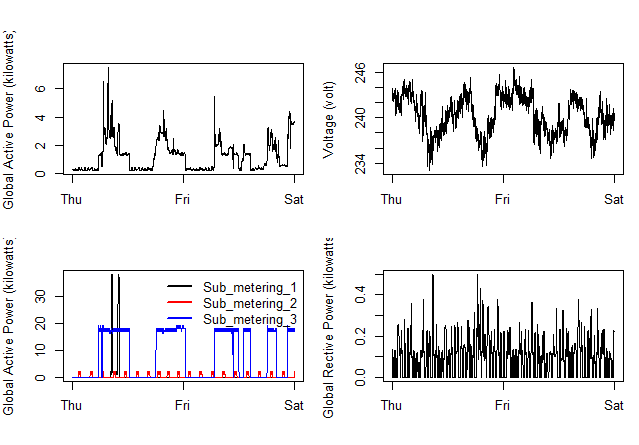 Global Active Power (kilowatts)
0 2 4 6
Thu Fri Sat
Voltage (volt)
234 240 246
Thu Fri Sat
Global Active Power (kilowatts)
0 10 20 30
Sub_metering_1
Sub_metering_2
Sub_metering_3
Thu Fri Sat
Global Rective Power (kilowatts)
0.0 0.2 0.4
Thu Fri Sat